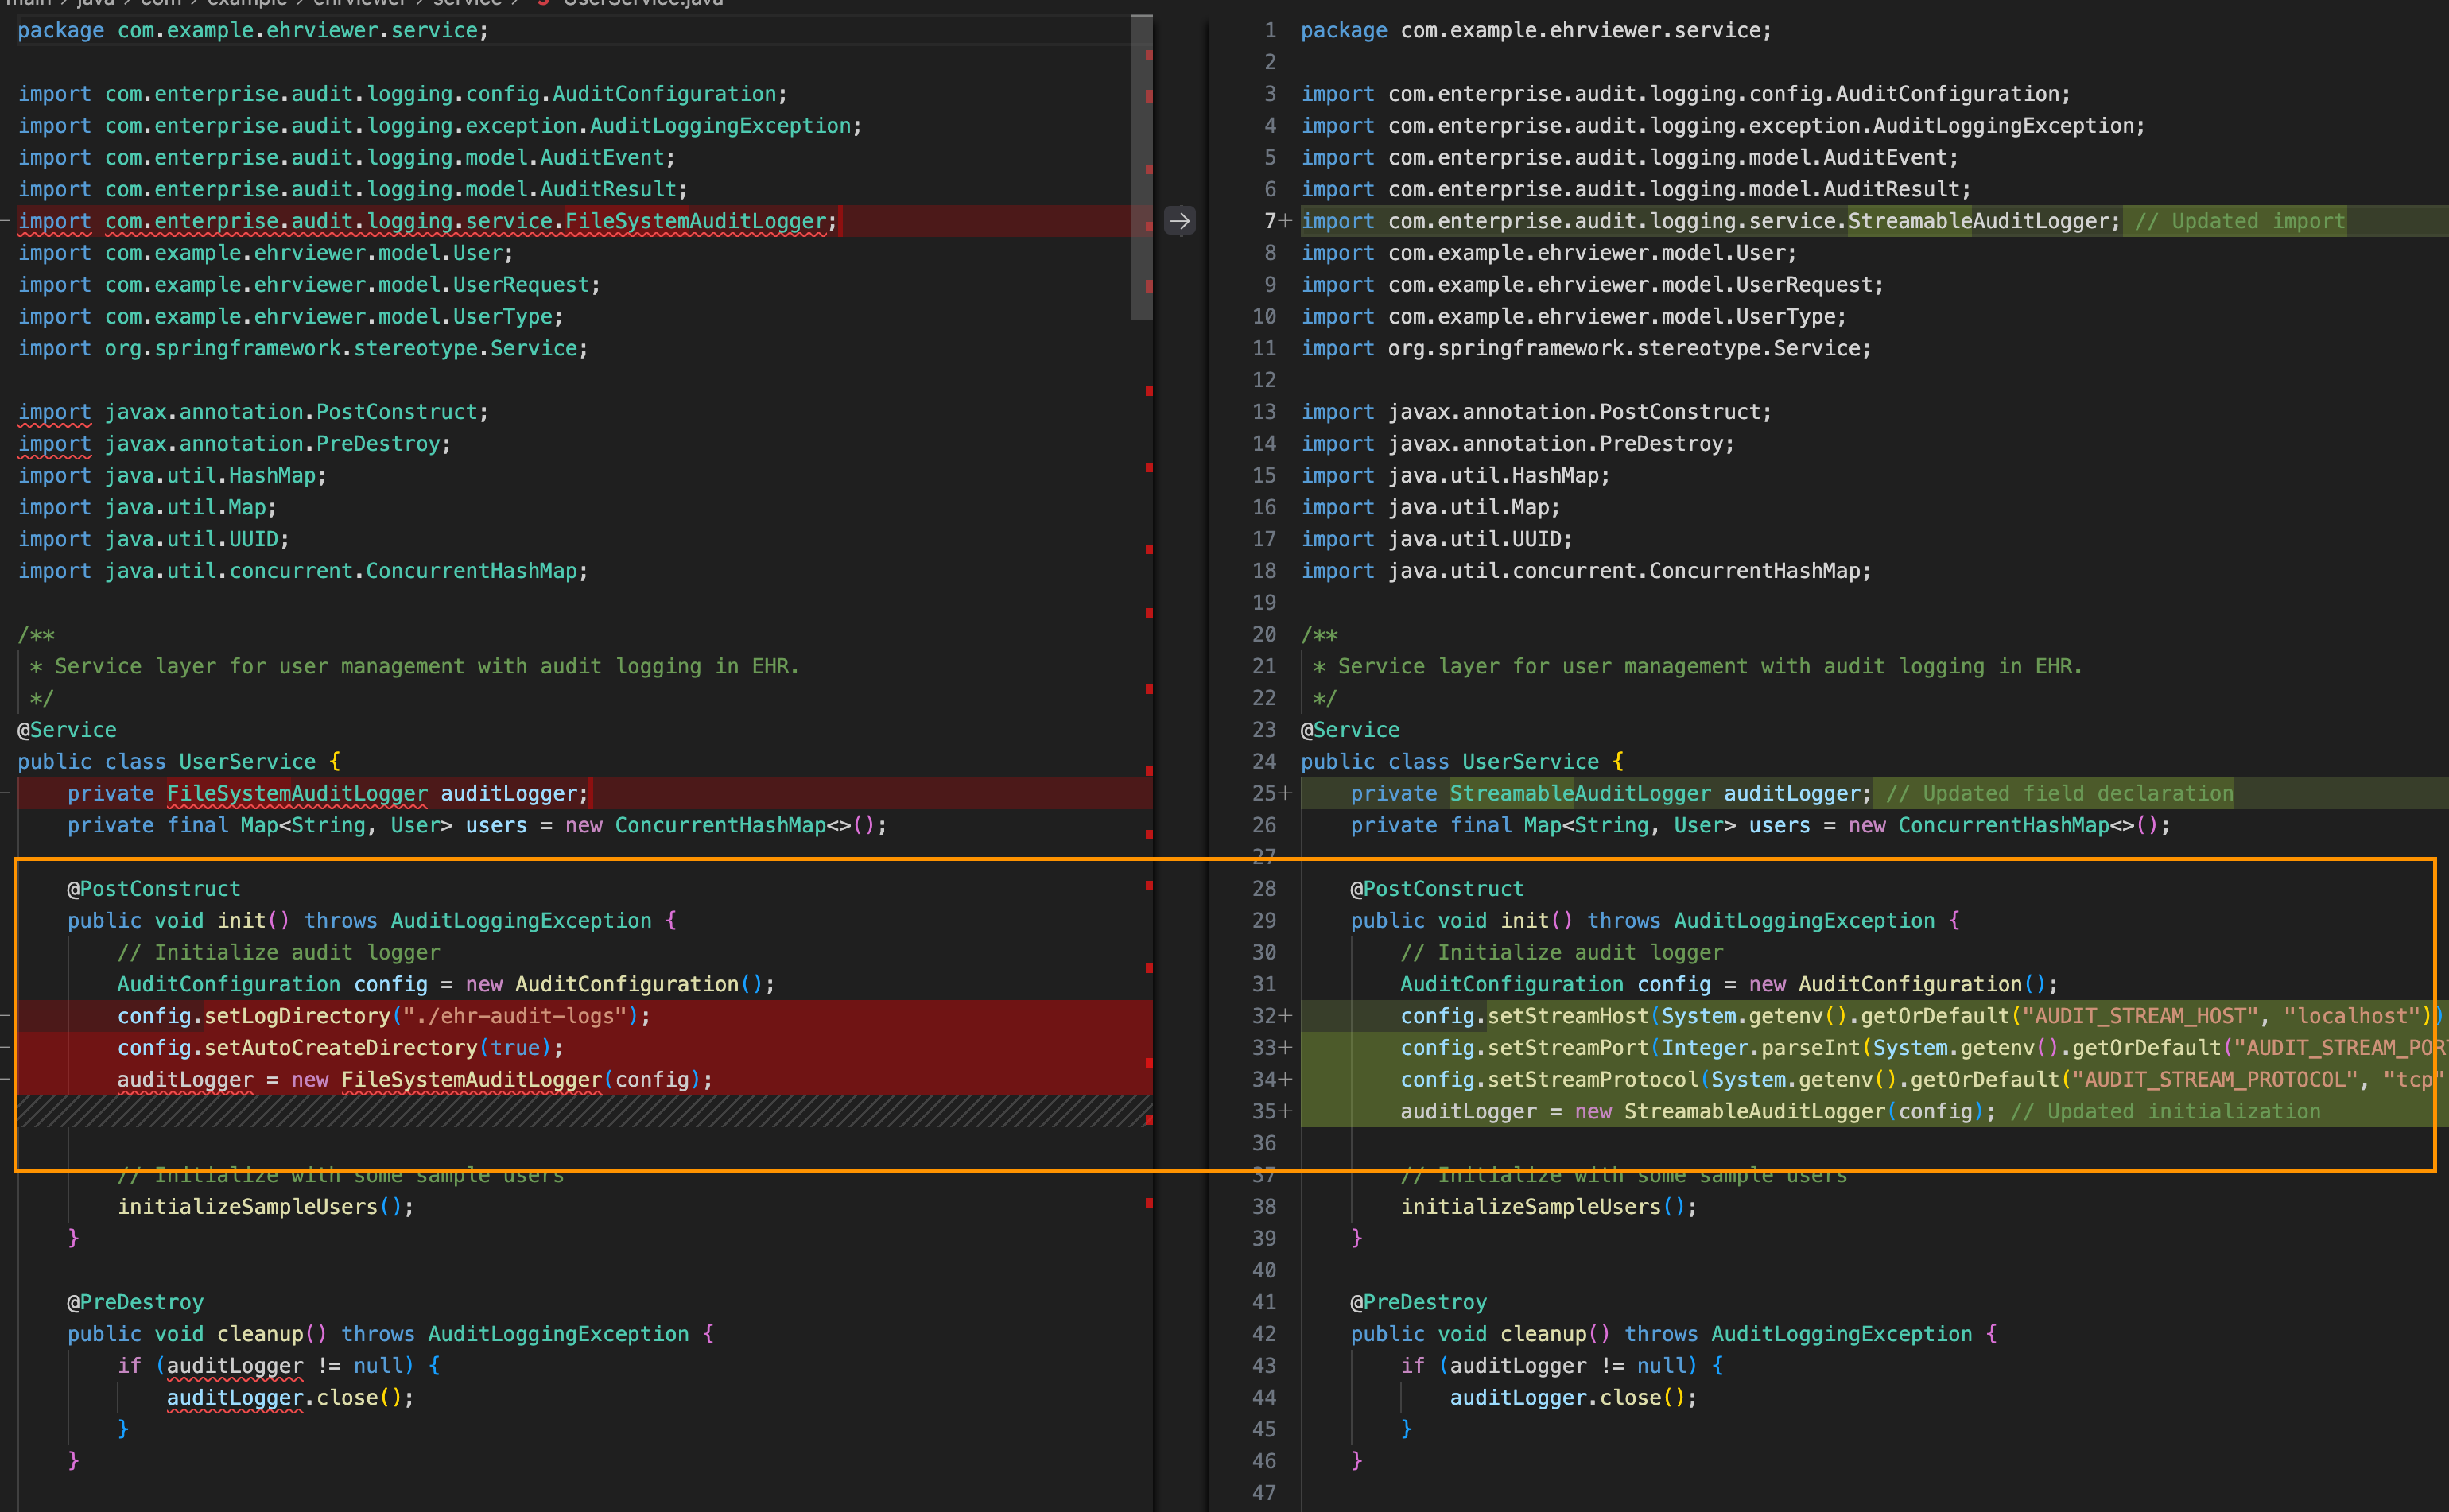 main > java > com > example > ehrviewer > service > UserService.java
package com.example.ehrviewer.service;
import com.enterprise.audit.logging.config.AuditConfiguration;
import com.enterprise.audit.logging.exception.AuditLoggingException;
import com.enterprise.audit.logging.model.AuditEvent;
import com.enterprise.audit.logging.model.AuditResult;
import com.enterprise.audit.logging.service.FileSystemAuditLogger;
import com.example.ehrviewer.model.User;
import com.example.ehrviewer.model.UserRequest;
import com.example.ehrviewer.model.UserType;
import org.springframework.stereotype.Service;
import javax.annotation.PostConstruct;
import javax.annotation.PreDestroy;
import java.util.HashMap;
import java.util.Map;
import java.util.UUID;
import java.util.concurrent.ConcurrentHashMap;
/**
* Service layer for user management with audit logging in EHR.
*/
@Service
public class UserService {
private FileSystemAuditLogger auditLogger;
private final Map<String, User> users = new ConcurrentHashMap<>();
@PostConstruct
public void init() throws AuditLoggingException {
// Initialize audit logger
AuditConfiguration config = new AuditConfiguration();
config.setLogDirectory("./ehr-audit-logs");
config.setAutoCreateDirectory(true);
auditLogger = new FileSystemAuditLogger(config);
// Initialize with some sample users
initializeSampleUsers();
}
@PreDestroy
public void cleanup() throws AuditLoggingException {
if (auditLogger != null) {
auditLogger.close();
}
}
1 package com.example.ehrviewer.service;
2
3 import com.enterprise.audit.logging.config.AuditConfiguration;
4 import com.enterprise.audit.logging.exception.AuditLoggingException;
5 import com.enterprise.audit.logging.model.AuditEvent;
6 import com.enterprise.audit.logging.model.AuditResult;
7+ import com.enterprise.audit.logging.service.StreamableAuditLogger; // Updated import
8 import com.example.ehrviewer.model.User;
9 import com.example.ehrviewer.model.UserRequest;
10 import com.example.ehrviewer.model.UserType;
11 import org.springframework.stereotype.Service;
12
13 import javax.annotation.PostConstruct;
14 import javax.annotation.PreDestroy;
15 import java.util.HashMap;
16 import java.util.Map;
17 import java.util.UUID;
18 import java.util.concurrent.ConcurrentHashMap;
19
20 /**
21 * Service layer for user management with audit logging in EHR.
22 */
23 @Service
24 public class UserService {
25+ private StreamableAuditLogger auditLogger; // Updated field declaration
26 private final Map<String, User> users = new ConcurrentHashMap<>();
27
28 @PostConstruct
29 public void init() throws AuditLoggingException {
30 // Initialize audit logger
31 AuditConfiguration config = new AuditConfiguration();
32+ config.setStreamHost(System.getenv().getOrDefault("AUDIT_STREAM_HOST", "localhost"))
33+ config.setStreamPort(Integer.parseInt(System.getenv().getOrDefault("AUDIT_STREAM_POR
34+ config.setStreamProtocol(System.getenv().getOrDefault("AUDIT_STREAM_PROTOCOL", "tcp"
35+ auditLogger = new StreamableAuditLogger(config); // Updated initialization
36
37 // Initialize with some sample users
38 initializeSampleUsers();
39 }
40
41 @PreDestroy
42 public void cleanup() throws AuditLoggingException {
43 if (auditLogger != null) {
44 auditLogger.close();
45 }
46 }
47